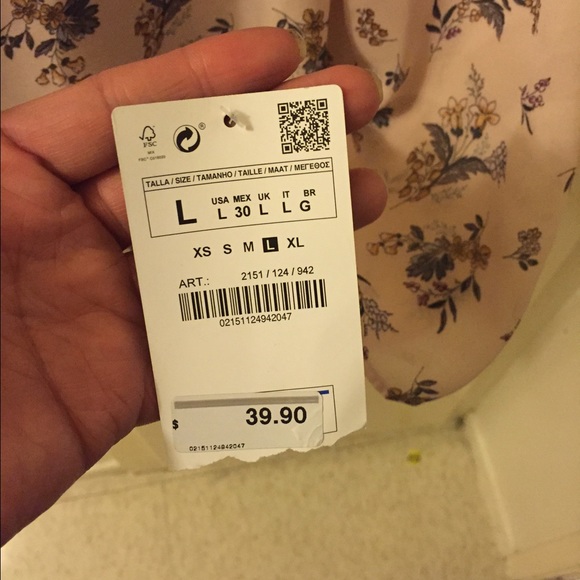 FSC
TALLA / SIZE / TAMANHO / TAILLE / MAAT / ΜΕΓΕΘΟΣ
L USA MEX UK IT BR
L 30 L L G
XS S M L XL
ART.: 2151 / 124 / 942
02151124942047
$ 39.90
02151124942047